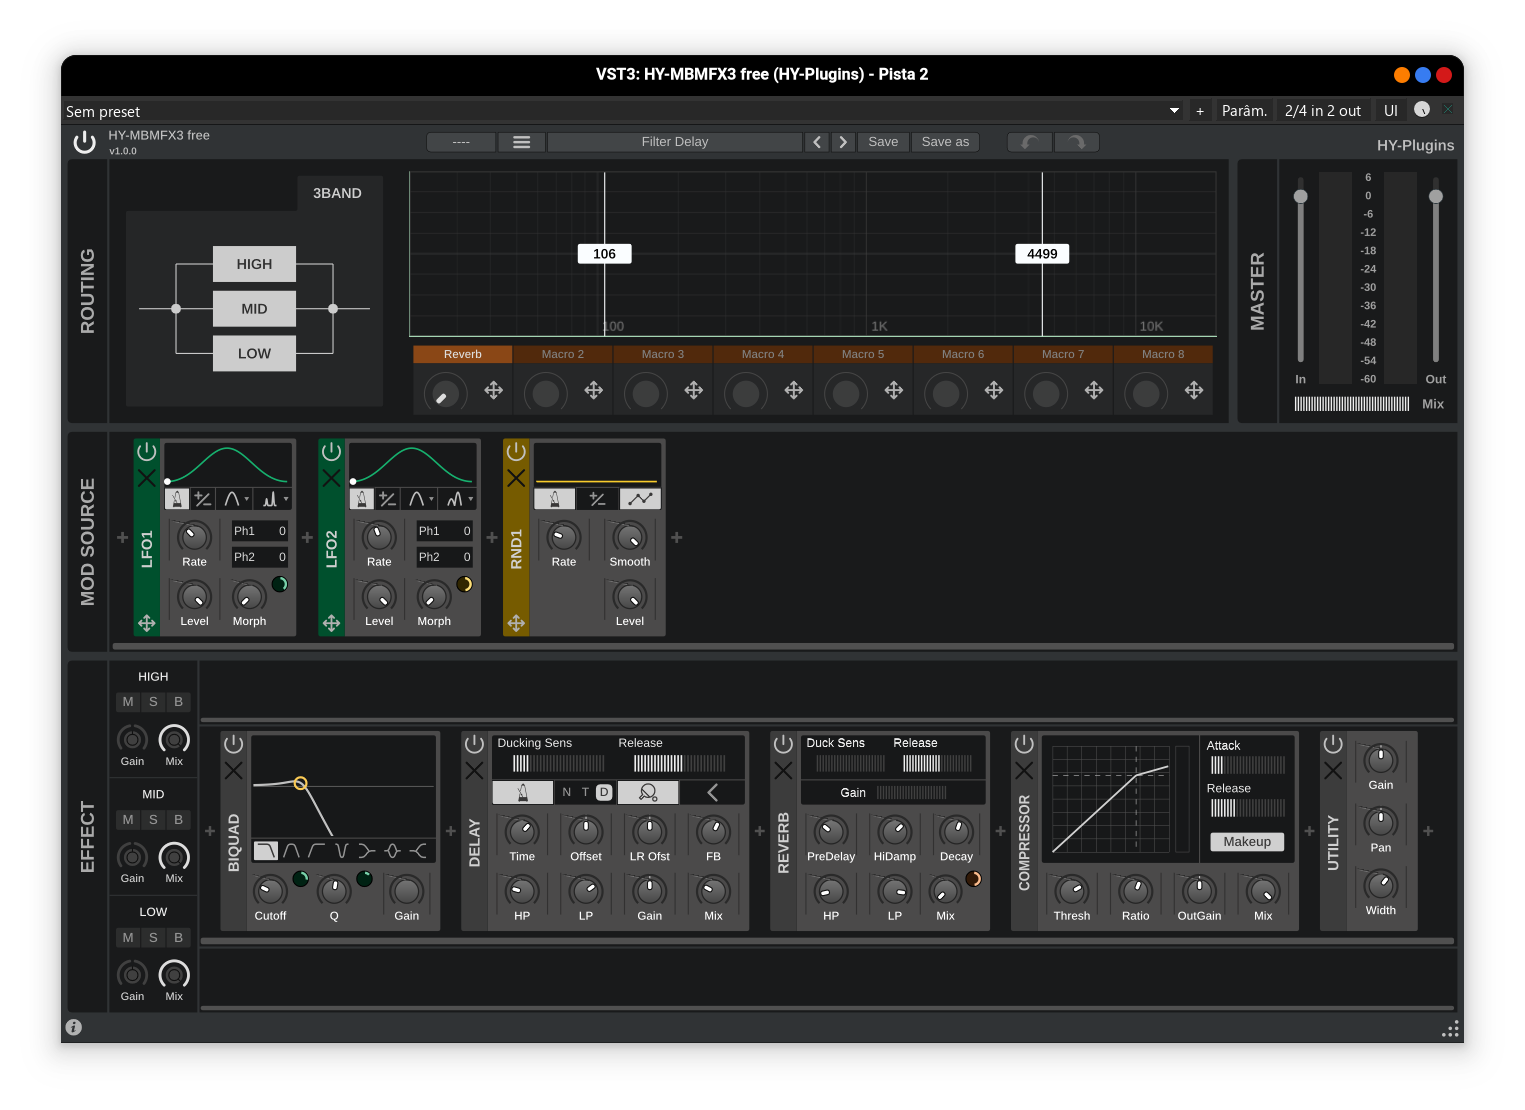 VST3: HY-MBMFX3 free (HY-Plugins) - Pista 2
Sem preset
+ Parâm. 2/4 in 2 out UI
HY-MBMFX3 free
v1.0.0
---- Filter Delay < > Save Save as
HY-Plugins
ROUTING
3BAND
HIGH
MID
LOW
106
4499
100 1K 10K
Reverb Macro 2 Macro 3 Macro 4 Macro 5 Macro 6 Macro 7 Macro 8
MASTER
6
0
-6
-12
-18
-24
-30
-36
-42
-48
-54
-60
In Out
Mix
MOD SOURCE
LFO1
Ph1 0
Ph2 0
Rate
Level Morph
LFO2
Ph1 0
Ph2 0
Rate
Level Morph
RND1
Rate Smooth
Level
EFFECT
HIGH
M S B
Gain Mix
MID
M S B
Gain Mix
LOW
M S B
Gain Mix
BIQUAD
Cutoff Q Gain
DELAY
Ducking Sens Release
N T D
Time Offset LR Ofst FB
HP LP Gain Mix
REVERB
Duck Sens Release
Gain
PreDelay HiDamp Decay
HP LP Mix
COMPRESSOR
Attack
Release
Makeup
Thresh Ratio OutGain Mix
UTILITY
Gain
Pan
Width